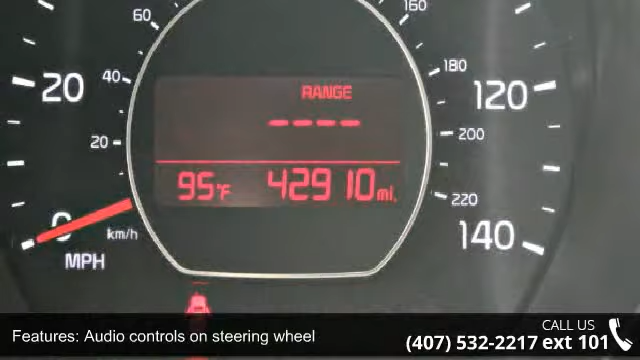 60
160
20
40
180
120
RANGE
----
20
200
95°F
42910 mi.
220
0
km/h
140
MPH
CALL US
Features: Audio controls on steering wheel
(407) 532-2217 ext 101